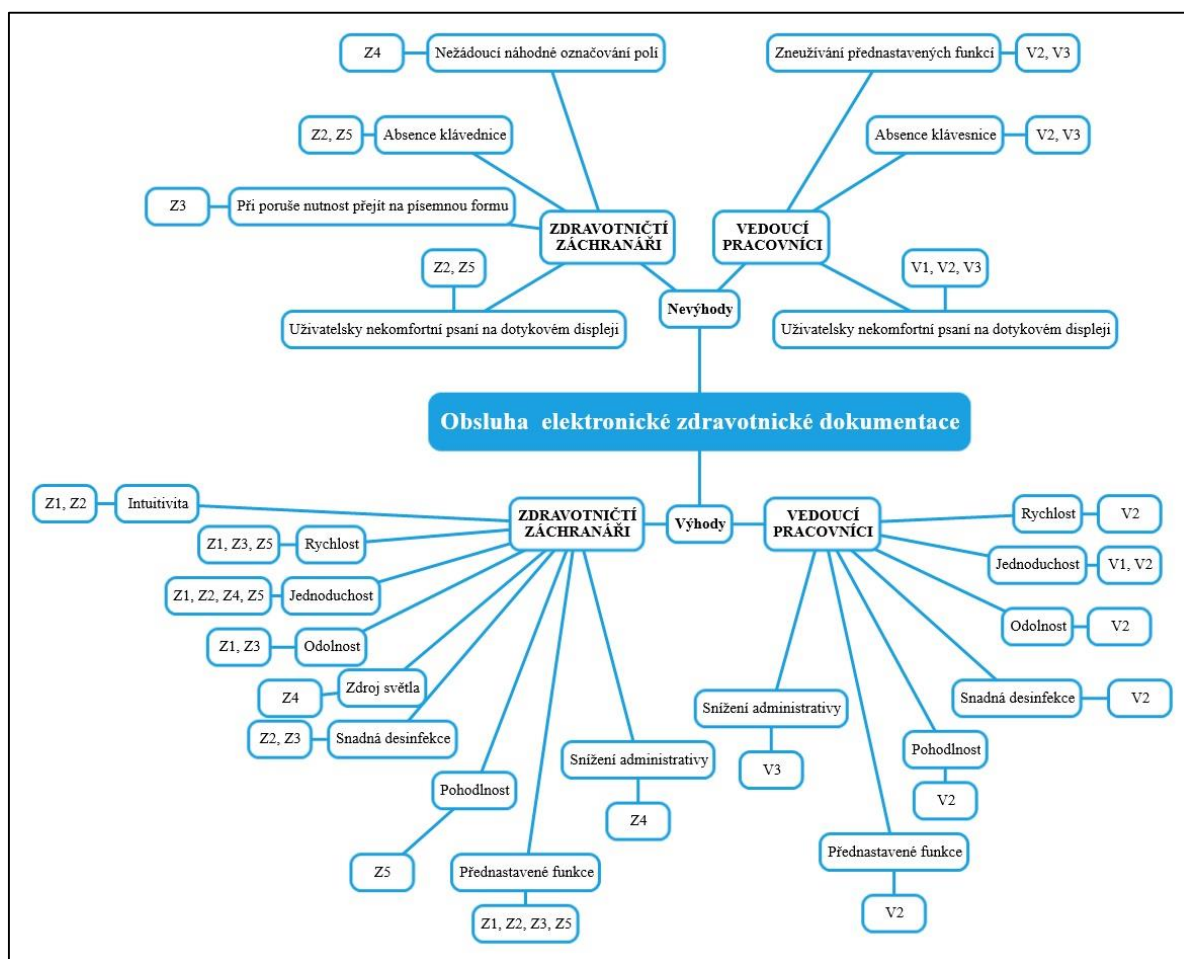 Z4
Nežádoucí náhodné označování polí
Zneužívání přednastavených funkcí
V2, V3
Z2, Z5
Absence klávednice
Absence klávesnice
V2, V3
Z3
Při poruše nutnost přejít na písemnou formu
ZDRAVOTNIČTÍ
ZÁCHRANÁŘI
VEDOUCÍ
PRACOVNÍCI
Z2, Z5
V1, V2, V3
Nevýhody
Uživatelsky nekomfortní psaní na dotykovém displeji
Uživatelsky nekomfortní psaní na dotykovém displeji
Obsluha elektronické zdravotnické dokumentace
Z1, Z2
Intuitivita
ZDRAVOTNIČTÍ
ZÁCHRANÁŘI
Výhody
VEDOUCÍ
PRACOVNÍCI
Rychlost
V2
Z1, Z3, Z5
Rychlost
Jednoduchost
V1, V2
Z1, Z2, Z4, Z5
Jednoduchost
Odolnost
V2
Z1, Z3
Odolnost
Zdroj světla
Z4
Snadná desinfekce
V2
Z2, Z3
Snadná desinfekce
Snížení administrativy
V3
Snížení administrativy
Z4
Pohodlnost
V2
Pohodlnost
Z5
Přednastavené funkce
V2
Přednastavené funkce
Z1, Z2, Z3, Z5